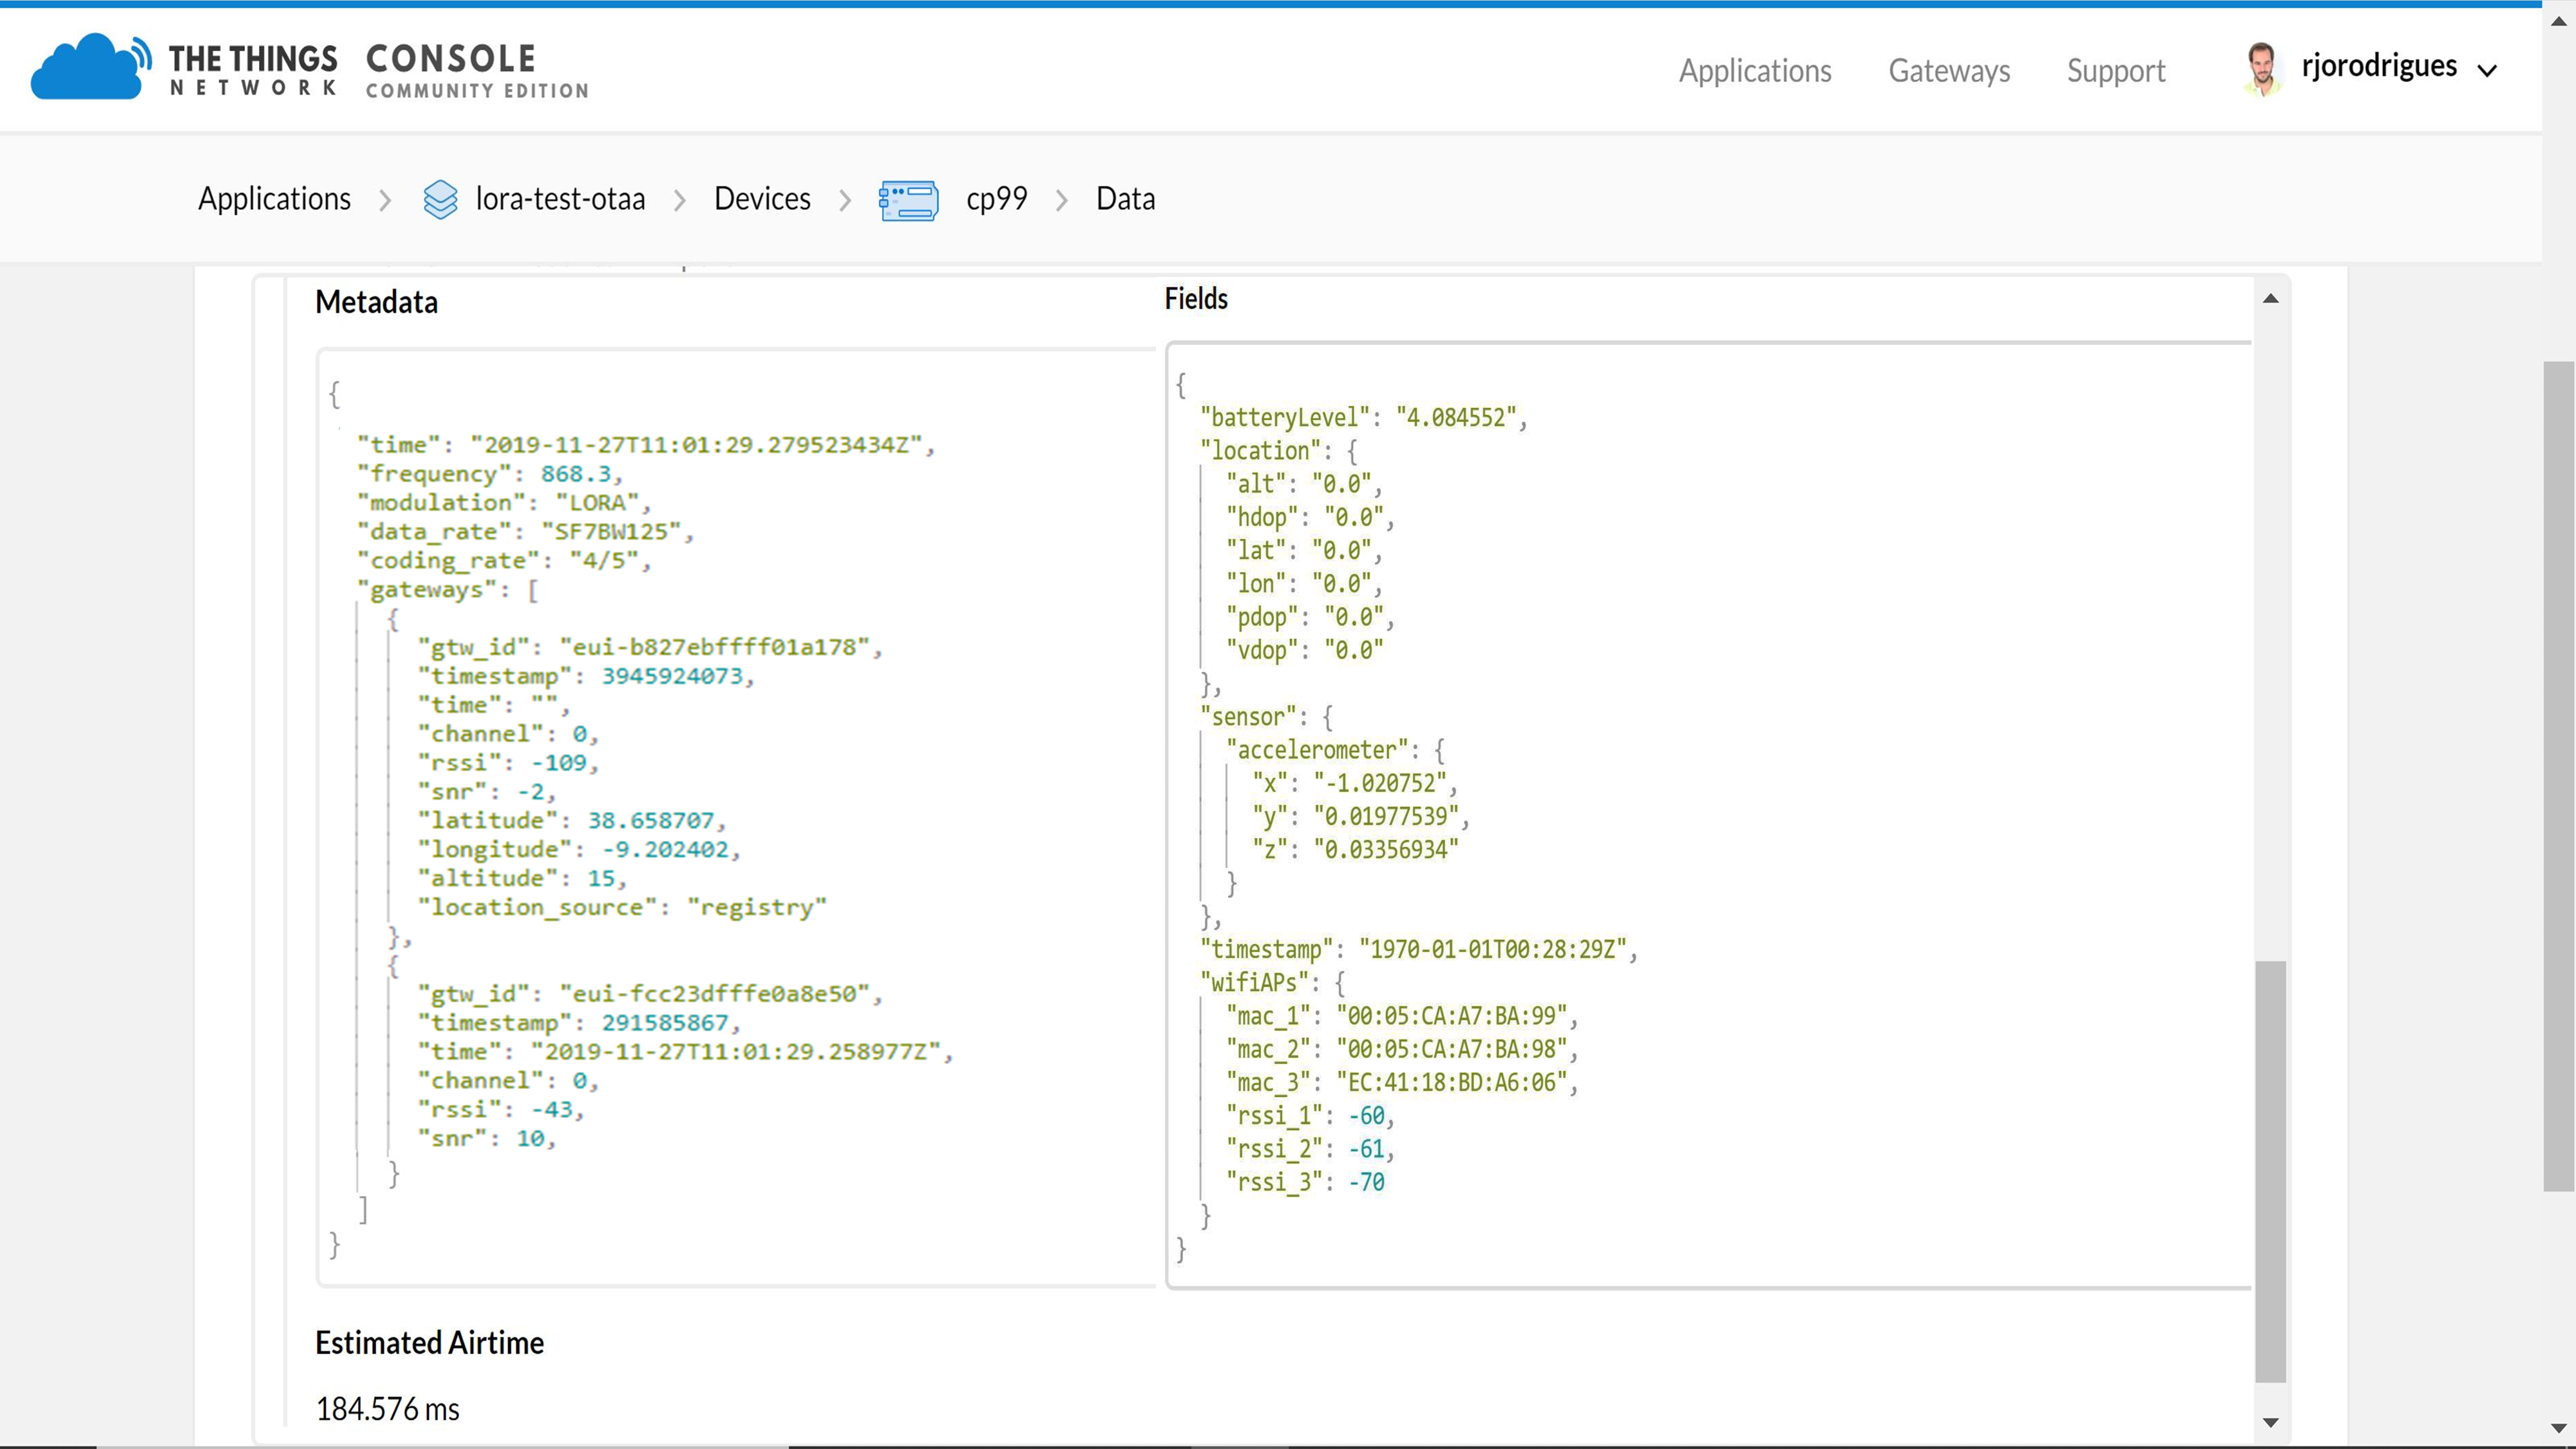 THE THINGS
NETWORK
CONSOLE
COMMUNITY EDITION
Applications
Gateways
Support
rjorodrigues
Applications
lora-test-otaa
Devices
cp99
Data
Metadata
{
"time": "2019-11-27T11:01:29.279523434Z",
"frequency": 868.3,
"modulation": "LORA",
"data_rate": "SF7BW125",
"coding_rate": "4/5",
"gateways": [
{
"gtw_id": "eui-b827ebffff01a178",
"timestamp": 3945924073,
"time": "",
"channel": 0,
"rssi": -109,
"snr": -2,
"latitude": 38.658707,
"longitude": -9.202402,
"altitude": 15,
"location_source": "registry"
},
{
"gtw_id": "eui-fcc23dfffe0a8e50",
"timestamp": 291585867,
"time": "2019-11-27T11:01:29.258977Z",
"channel": 0,
"rssi": -43,
"snr": 10,
}
]
}
Estimated Airtime
184.576 ms
Fields
{
"batteryLevel": "4.084552",
"location": {
"alt": "0.0",
"hdop": "0.0",
"lat": "0.0",
"lon": "0.0",
"pdop": "0.0",
"vdop": "0.0"
},
"sensor": {
"accelerometer": {
"x": "-1.020752",
"y": "0.01977539",
"z": "0.03356934"
}
},
"timestamp": "1970-01-01T00:28:29Z",
"wifiAPs": {
"mac_1": "00:05:CA:A7:BA:99",
"mac_2": "00:05:CA:A7:BA:98",
"mac_3": "EC:41:18:BD:A6:06",
"rssi_1": -60,
"rssi_2": -61,
"rssi_3": -70
}
}